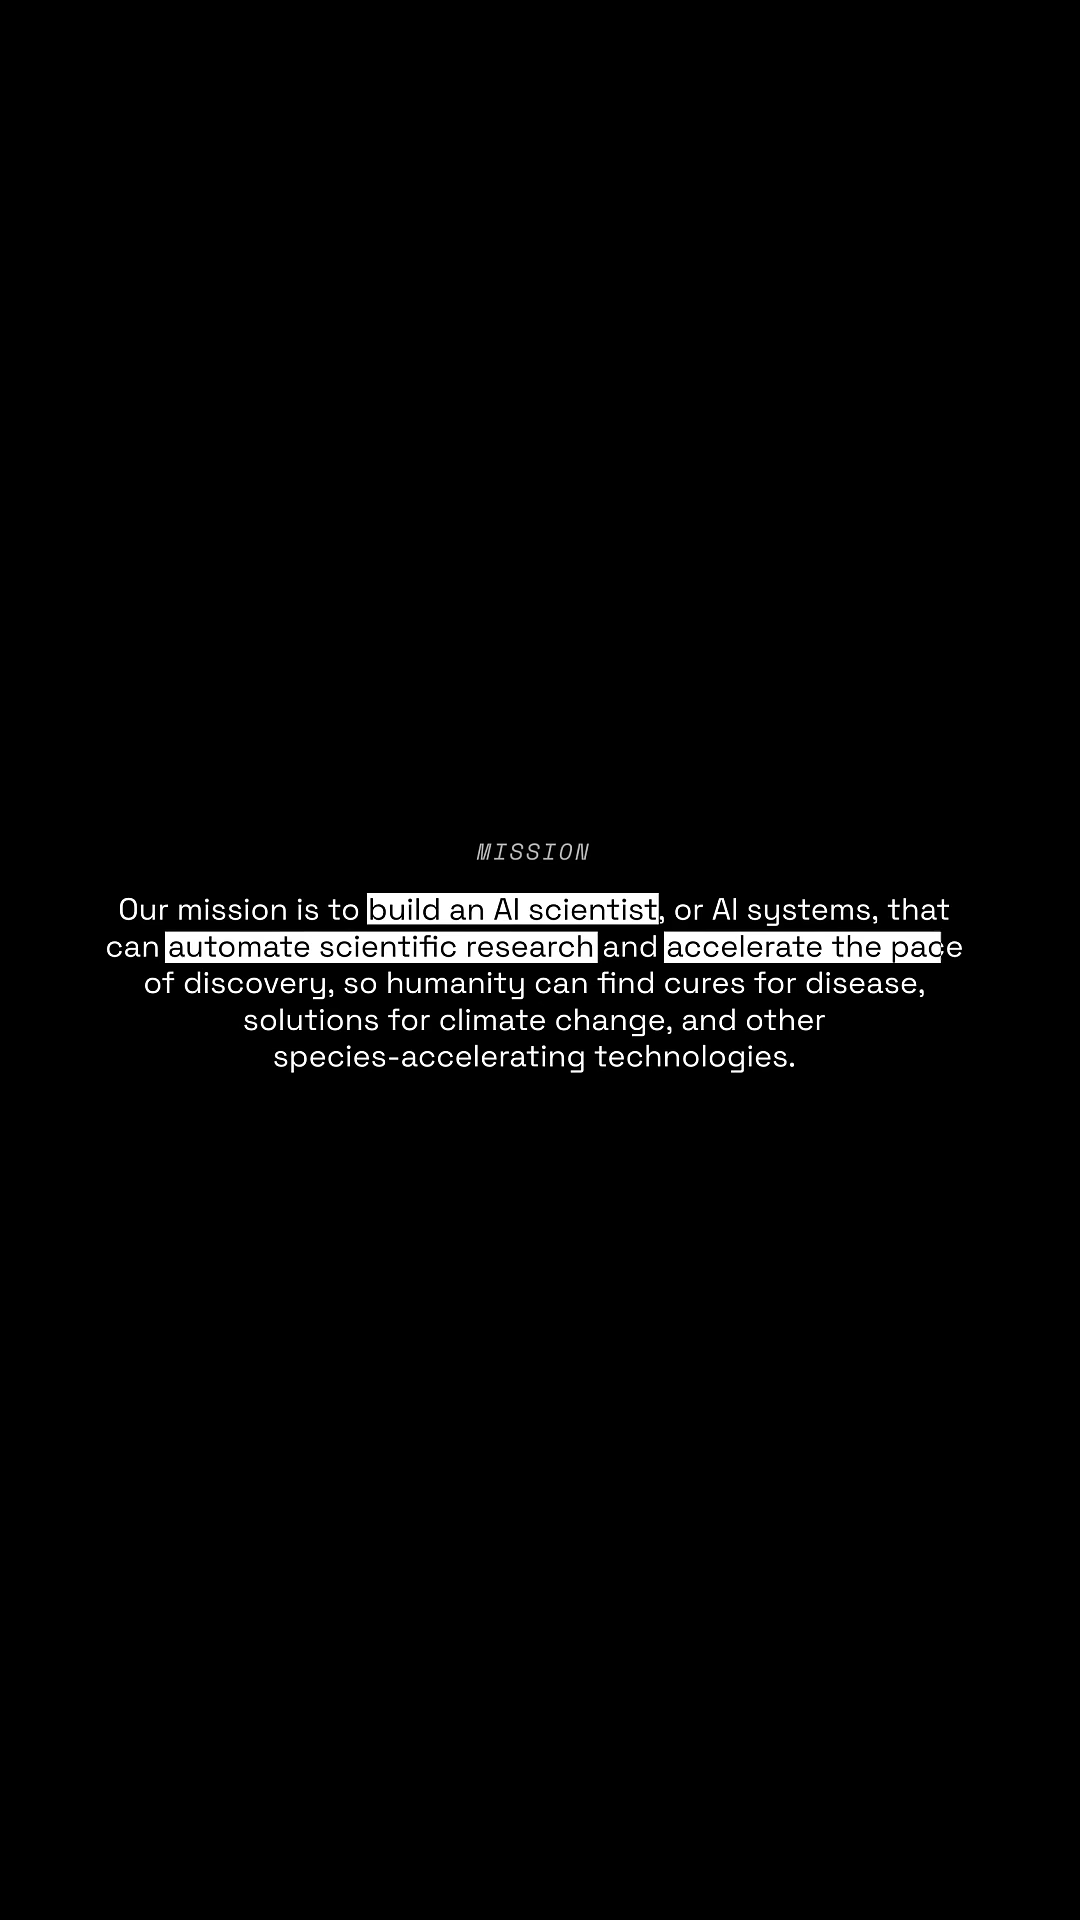 MISSION
Our mission is to build an AI scientist, or AI systems, that
can automate scientific research and accelerate the pace
of discovery, so humanity can find cures for disease,
solutions for climate change, and other
species-accelerating technologies.